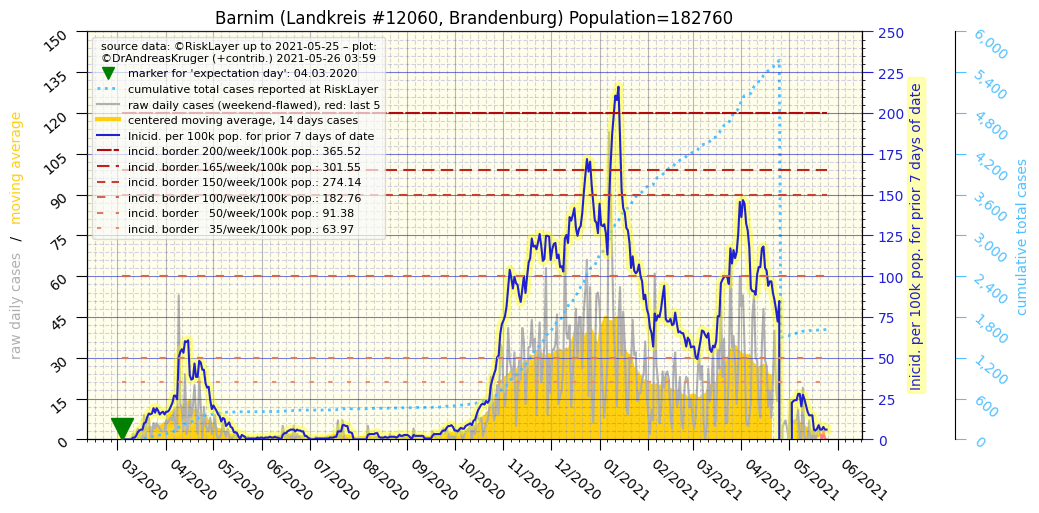 Barnim (Landkreis #12060, Brandenburg) Population=182760
source data: ©RiskLayer up to 2021-05-25 – plot:
©DrAndreasKruger (+contrib.) 2021-05-26 03:59
marker for 'expectation day': 04.03.2020
cumulative total cases reported at RiskLayer
raw daily cases (weekend-flawed), red: last 5
centered moving average, 14 days cases
Inicid. per 100k pop. for prior 7 days of date
incid. border 200/week/100k pop.: 365.52
incid. border 165/week/100k pop.: 301.55
incid. border 150/week/100k pop.: 274.14
incid. border 100/week/100k pop.: 182.76
incid. border   50/week/100k pop.: 91.38
incid. border   35/week/100k pop.: 63.97
raw daily cases  /  moving average
150
135
120
105
90
75
60
45
30
15
0
250
225
200
175
150
125
100
75
50
25
0
Inicid. per 100k pop. for prior 7 days of date
6,000
5,400
4,800
4,200
3,600
3,000
2,400
1,800
1,200
600
0
cumulative total cases
03/2020
04/2020
05/2020
06/2020
07/2020
08/2020
09/2020
10/2020
11/2020
12/2020
01/2021
02/2021
03/2021
04/2021
05/2021
06/2021